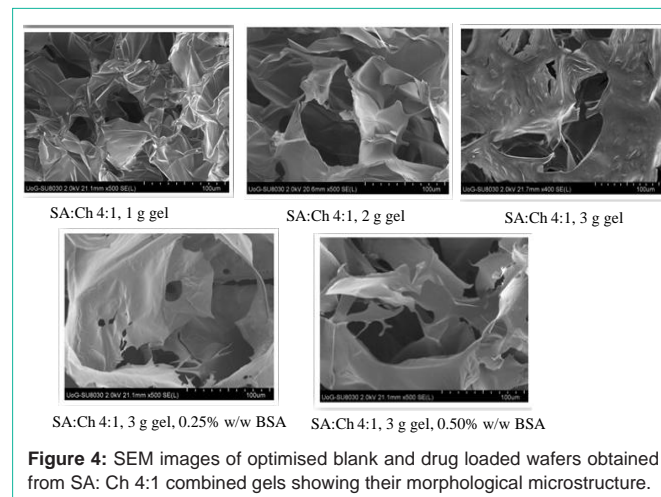 UoG-SU8030 2.0kV 21.1mm x500 SE(L) 100um
UoG-SU8030 2.0kV 20.6mm x500 SE(L) 100um
UoG-SU8030 2.0kV 21.7mm x400 SE(L) 100um
SA:Ch 4:1, 1 g gel
SA:Ch 4:1, 2 g gel
SA:Ch 4:1, 3 g gel
UoG-SU8030 2.0kV 21.1mm x500 SE(L) 100um
UoG-SU8030 2.0kV 21.1mm x500 SE(L) 100um
SA:Ch 4:1, 3 g gel, 0.25% w/w BSA
SA:Ch 4:1, 3 g gel, 0.50% w/w BSA
Figure 4: SEM images of optimised blank and drug loaded wafers obtained
from SA: Ch 4:1 combined gels showing their morphological microstructure.